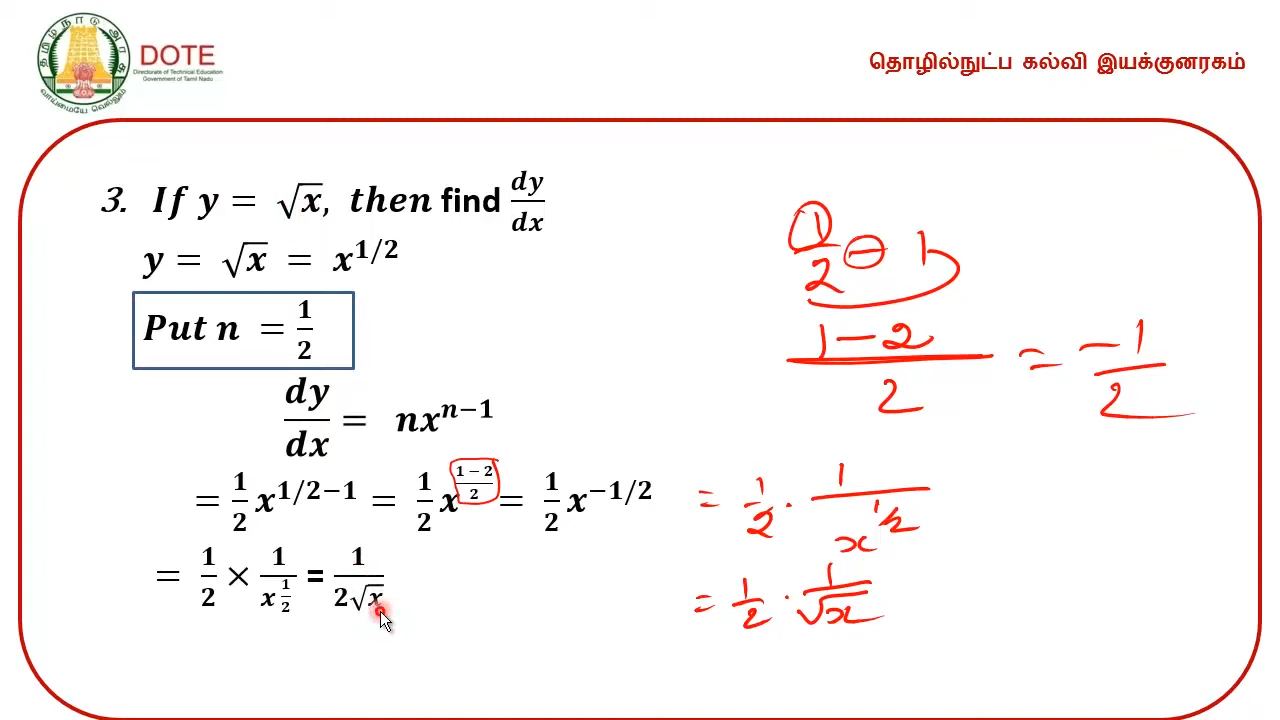 தமிழ்நாடு அரசு
வாய்மையே வெல்லும்
DOTE
Directorate of Technical Education
Government of Tamil Nadu
தொழில்நுட்ப கல்வி இயக்குனரகம்
3. If y = √x, then find dy/dx
y = √x = x^{1/2}
Put n = 1/2
dy/dx = nx^{n−1}
= 1/2 x^{1/2−1} = 1/2 x^{(1−2)/2} = 1/2 x^{−1/2}
= 1/2 × 1/x^{1/2} = 1/(2√x)
1/2 − 1
(1−2)/2 = −1/2
= 1/2 · 1/x^{1/2}
= 1/2 · 1/√x